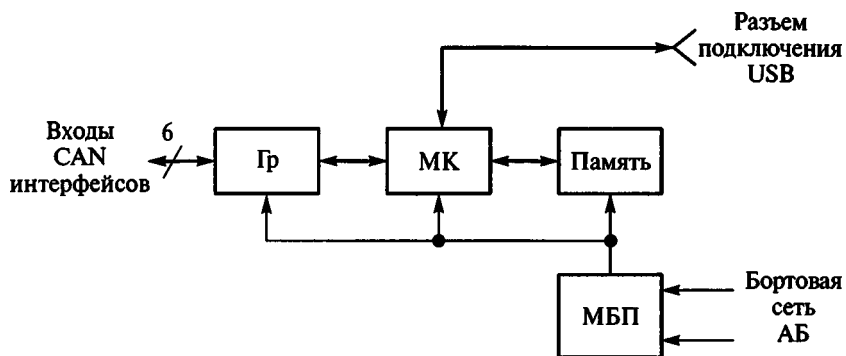 Разъем
подключения
USB
Входы
CAN
интерфейсов
6
Гр
МК
Память
МБП
Бортовая
сеть
АБ